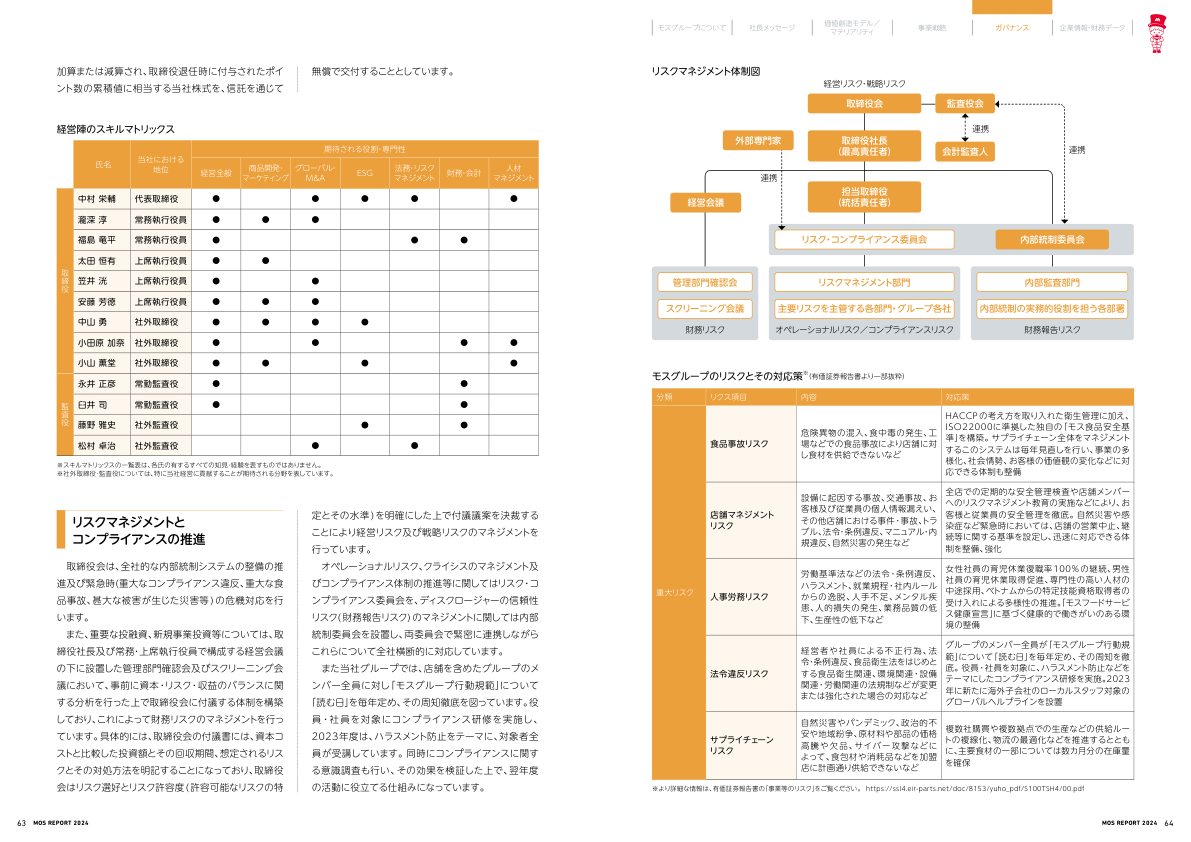 モスグループについて
社長メッセージ
価値創造モデル／
マテリアリティ
事業戦略
ガバナンス
企業情報・財務データ
加算または減算され、取締役退任時に付与されたポイ
ント数の累積値に相当する当社株式を、信託を通じて
無償で交付することとしています。
経営陣のスキルマトリックス
氏名
当社における
地位
期待される役割・専門性
経営全般
商品開発・
マーケティング
グローバル・
M&A
ESG
法務・リスク
マネジメント
財務・会計
人材
マネジメント
取締役
中村 栄輔 代表取締役 ● ● ● ● ●
瀧深 淳 常務執行役員 ● ● ●
福島 竜平 常務執行役員 ● ● ●
太田 恒有 上席執行役員 ● ●
笠井 洸 上席執行役員 ● ●
安藤 芳徳 上席執行役員 ● ● ●
中山 勇 社外取締役 ● ● ● ●
小田原 加奈 社外取締役 ● ● ● ●
小山 薫堂 社外取締役 ● ● ● ●
監査役
永井 正彦 常勤監査役 ● ●
臼井 司 常勤監査役 ● ●
藤野 雅史 社外監査役 ● ●
松村 卓治 社外監査役 ● ●
※スキルマトリックスの一覧表は、各氏の有するすべての知見・経験を表すものではありません。
※社外取締役・監査役については、特に当社経営に貢献することが期待される分野を表しています。
リスクマネジメントと
コンプライアンスの推進
取締役会は、全社的な内部統制システムの整備の推
進及び緊急時(重大なコンプライアンス違反、重大な食
品事故、甚大な被害が生じた災害等)の危機対応を行
います。
また、重要な投融資、新規事業投資等については、取
締役社長及び常務・上席執行役員で構成する経営会議
の下に設置した管理部門確認会及びスクリーニング会
議において、事前に資本・リスク・収益のバランスに関
する分析を行った上で取締役会に付議する体制を構築
しており、これによって財務リスクのマネジメントを行っ
ています。具体的には、取締役会の付議書には、資本コ
ストと比較した投資額とその回収期間、想定されるリス
クとその対処方法を明記することになっており、取締役
会はリスク選好とリスク許容度(許容可能なリスクの特
定とその水準)を明確にした上で付議議案を決裁する
ことにより経営リスク及び戦略リスクのマネジメントを
行っています。
オペレーショナルリスク、クライシスのマネジメント及
びコンプライアンス体制の推進等に関してはリスク・コ
ンプライアンス委員会を、ディスクロージャーの信頼性
リスク(財務報告リスク)のマネジメントに関しては内部
統制委員会を設置し、両委員会で緊密に連携しながら
これらについて全社横断的に対応しています。
また当社グループでは、店舗を含めたグループのメ
ンバー全員に対し「モスグループ行動規範」について
「読む日」を毎年定め、その周知徹底を図っています。役
員・社員を対象にコンプライアンス研修を実施し、
2023年度は、ハラスメント防止をテーマに、対象者全
員が受講しています。同時にコンプライアンスに関す
る意識調査も行い、その効果を検証した上で、翌年度
の活動に役立てる仕組みになっています。
63 MOS REPORT 2024
リスクマネジメント体制図
経営リスク・戦略リスク
取締役会
監査役会
連携
外部専門家
取締役社長
(最高責任者)
会計監査人
連携
連携
経営会議
担当取締役
(統括責任者)
リスク・コンプライアンス委員会
内部統制委員会
管理部門確認会
スクリーニング会議
財務リスク
リスクマネジメント部門
主要リスクを主管する各部門・グループ各社
オペレーショナルリスク／コンプライアンスリスク
内部監査部門
内部統制の実務的役割を担う各部署
財務報告リスク
モスグループのリスクとその対応策※(有価証券報告書より一部抜粋)
分類 リクス項目 内容 対応策
重大リスク
食品事故リスク
危険異物の混入、食中毒の発生、工
場などでの食品事故により店舗に対
し食材を供給できないなど
HACCPの考え方を取り入れた衛生管理に加え、
ISO22000に準拠した独自の「モス食品安全基
準」を構築。サプライチェーン全体をマネジメント
するこのシステムは毎年見直しを行い、事業の多
様化、社会情勢、お客様の価値観の変化などに対
応できる体制も整備
店舗マネジメント
リスク
設備に起因する事故、交通事故、お
客様及び従業員の個人情報漏えい、
その他店舗における事件・事故、トラ
ブル、法令・条例違反、マニュアル・内
規違反、自然災害の発生など
全店での定期的な安全管理検査や店舗メンバー
へのリスクマネジメント教育の実施などにより、お
客様と従業員の安全管理を徹底。自然災害や感
染症など緊急時においては、店舗の営業中止、継
続等に関する基準を設定し、迅速に対応できる体
制を整備、強化
人事労務リスク
労働基準法などの法令・条例違反、
ハラスメント、就業規程・社内ルール
からの逸脱、人手不足、メンタル疾
患、人的損失の発生、業務品質の低
下、生産性の低下など
女性社員の育児休業復職率100％の継続、男性
社員の育児休業取得促進、専門性の高い人材の
中途採用、ベトナムからの特定技能資格取得者の
受け入れによる多様性の推進。「モスフードサービ
ス健康宣言」に基づく健康的で働きがいのある環
境の整備
法令違反リスク
経営者や社員による不正行為、法
令・条例違反、食品衛生法をはじめと
する食品衛生関連、環境関連・設備
関連・労働関連の法規制などが変更
または強化された場合の対応など
グループのメンバー全員が「モスグループ行動規
範」について「読む日」を毎年定め、その周知を徹
底。役員・社員を対象に、ハラスメント防止などを
テーマにしたコンプライアンス研修を実施。2023
年に新たに海外子会社のローカルスタッフ対象の
グローバルヘルプラインを設置
サプライチェーン
リスク
自然災害やパンデミック、政治的不
安や地域紛争、原材料や部品の価格
高騰や欠品、サイバー攻撃などに
よって、食包材や消耗品などを加盟
店に計画通り供給できないなど
複数社購買や複数拠点での生産などの供給ルー
トの複線化、物流の最適化などを推進するととも
に、主要食材の一部については数カ月分の在庫量
を確保
※より詳細な情報は、有価証券報告書の「事業等のリスク」をご覧ください。 https://ssl4.eir-parts.net/doc/8153/yuho_pdf/S100TSH4/00.pdf
MOS REPORT 2024 64